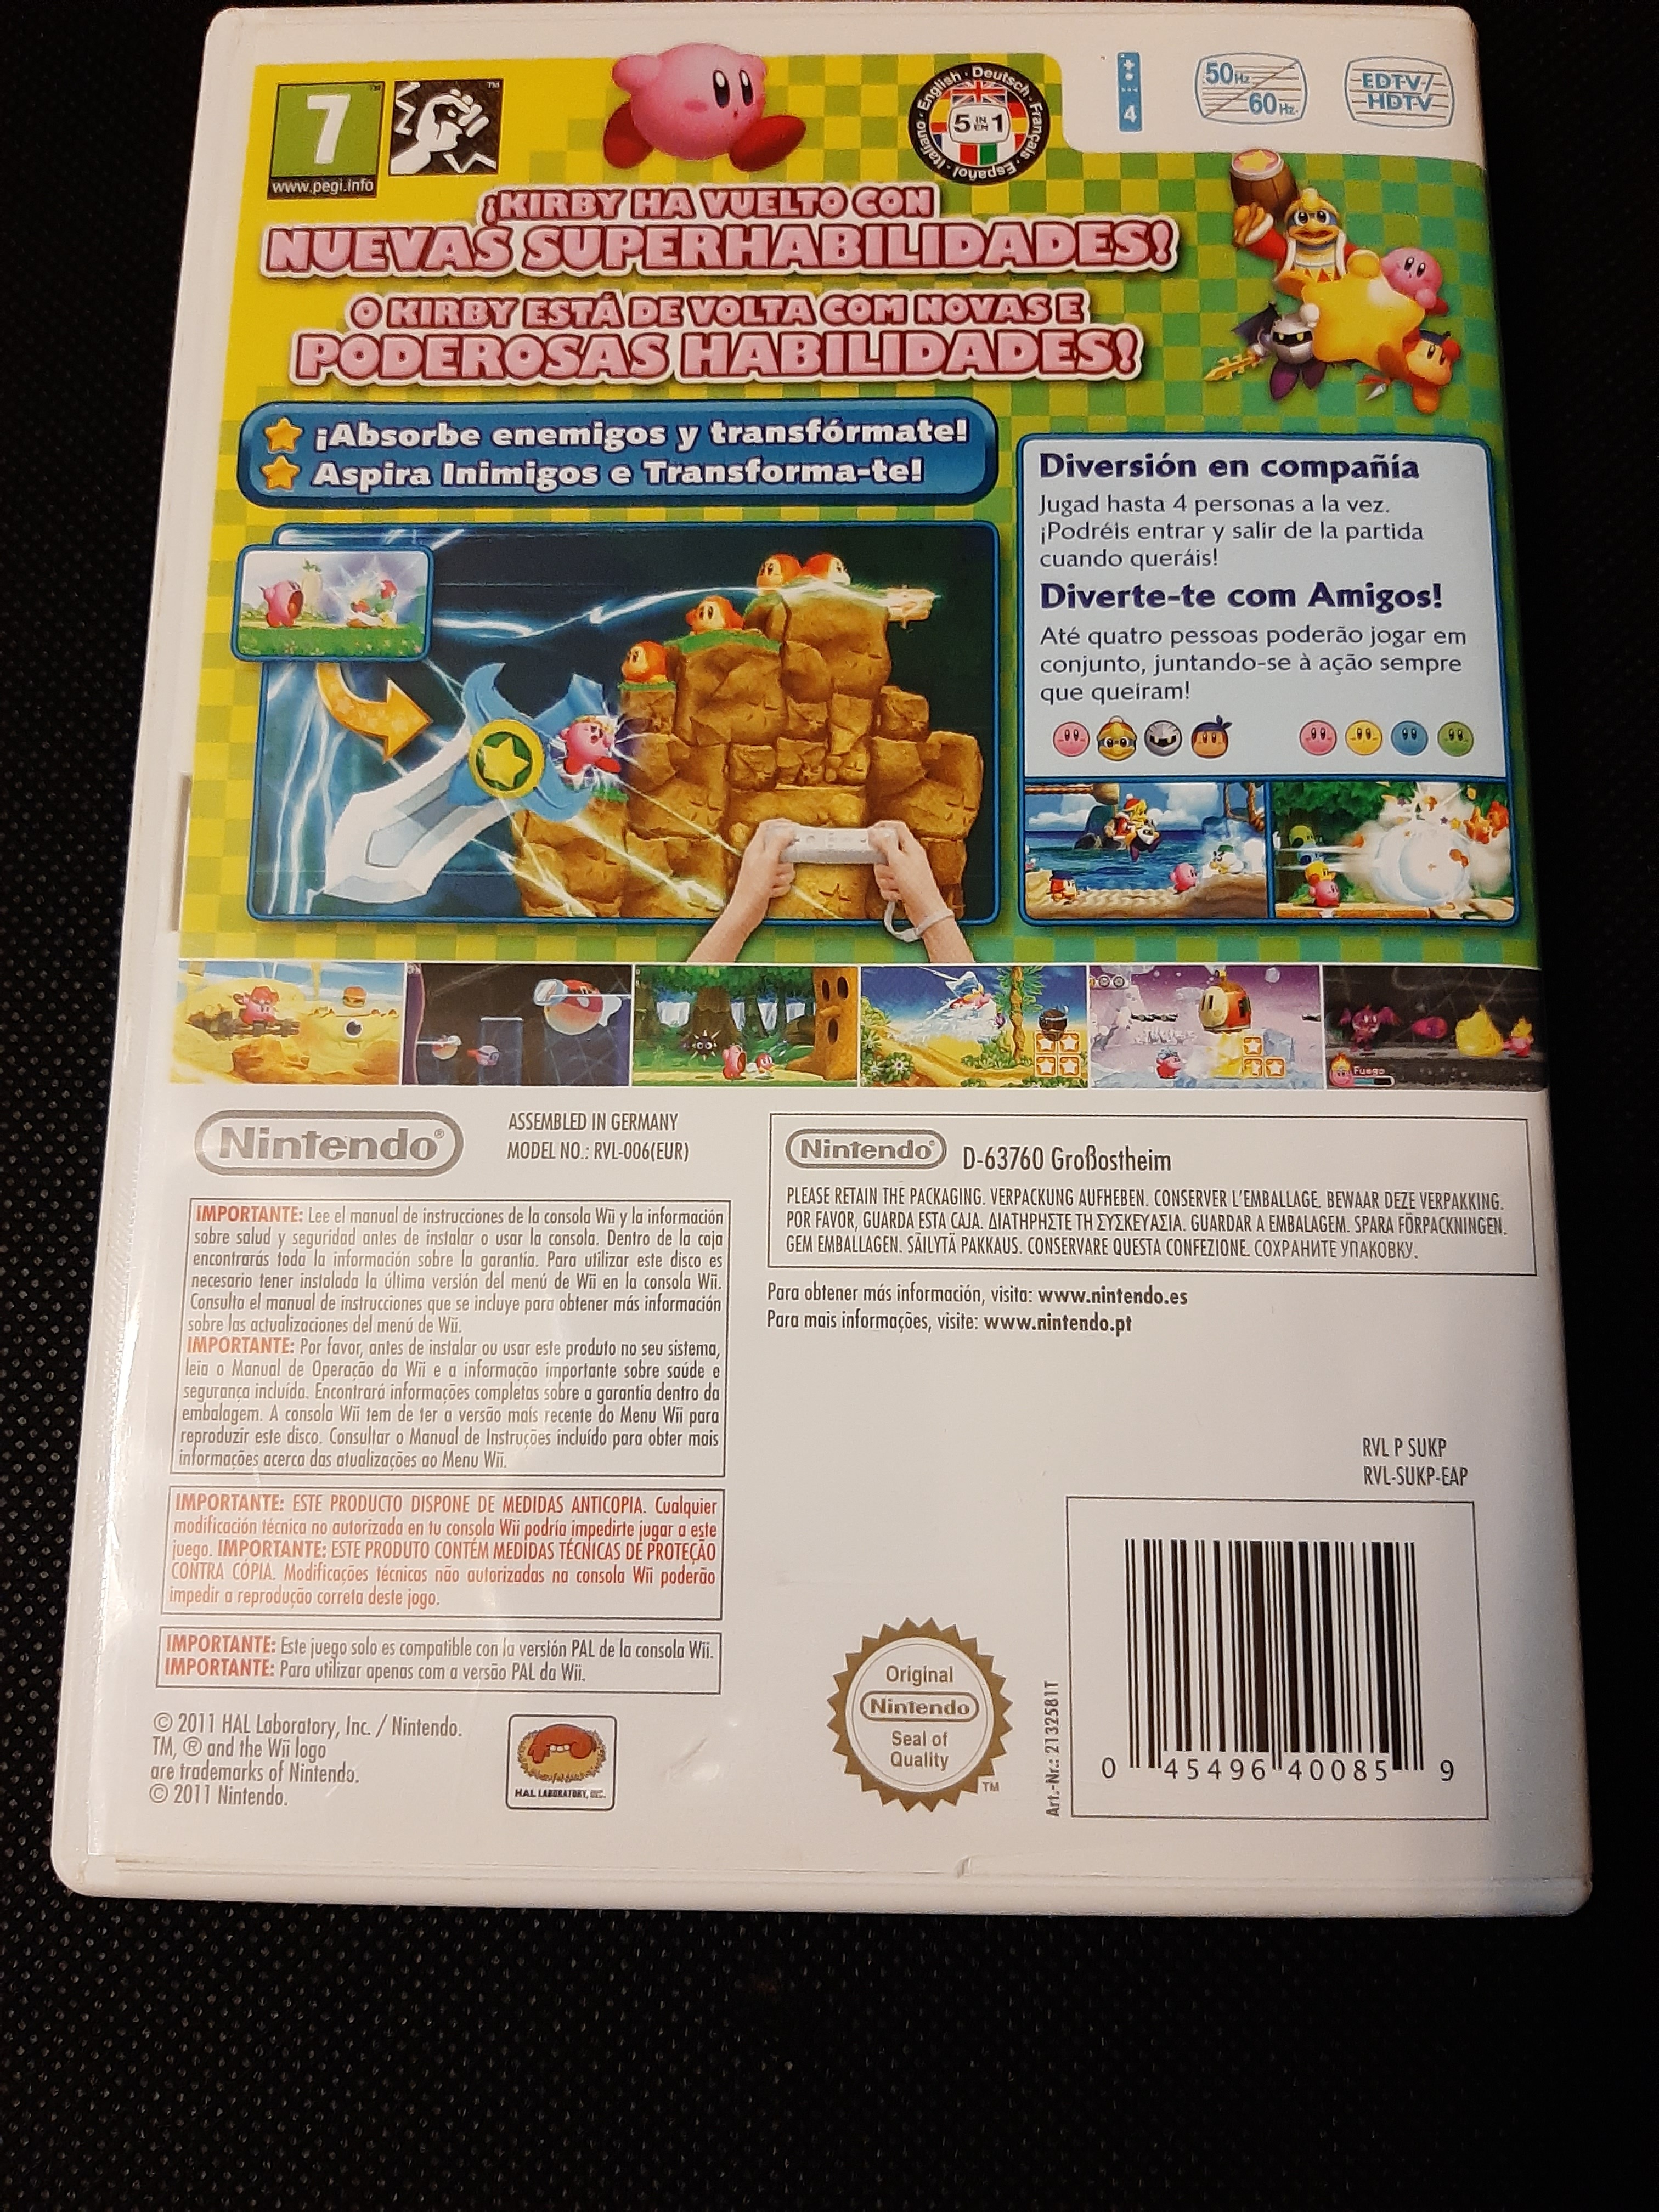 7
www.pegi.info
English · Deutsch · Français · Español · Italiano
5 IN EN 1
4
50Hz
60Hz
EDTV/
HDTV
¡KIRBY HA VUELTO CON
NUEVAS SUPERHABILIDADES!
O KIRBY ESTÁ DE VOLTA COM NOVAS E
PODEROSAS HABILIDADES!
¡Absorbe enemigos y transfórmate!
Aspira Inimigos e Transforma-te!
Diversión en compañía
Jugad hasta 4 personas a la vez.
¡Podréis entrar y salir de la partida
cuando queráis!
Diverte-te com Amigos!
Até quatro pessoas poderão jogar em
conjunto, juntando-se à ação sempre
que queiram!
Fuego
Nintendo®
ASSEMBLED IN GERMANY
MODEL NO.: RVL-006(EUR)
IMPORTANTE: Lee el manual de instrucciones de la consola Wii y la información
sobre salud y seguridad antes de instalar o usar la consola. Dentro de la caja
encontrarás toda la información sobre la garantía. Para utilizar este disco es
necesario tener instalada la última versión del menú de Wii en la consola Wii.
Consulta el manual de instrucciones que se incluye para obtener más información
sobre las actualizaciones del menú de Wii.
IMPORTANTE: Por favor, antes de instalar ou usar este produto no seu sistema,
leia o Manual de Operação da Wii e a informação importante sobre saúde e
segurança incluída. Encontrará informações completas sobre a garantia dentro da
embalagem. A consola Wii tem de ter a versão mais recente do Menu Wii para
reproduzir este disco. Consultar o Manual de Instruções incluído para obter mais
informações acerca das atualizações ao Menu Wii.
IMPORTANTE: ESTE PRODUCTO DISPONE DE MEDIDAS ANTICOPIA. Cualquier
modificación técnica no autorizada en tu consola Wii podría impedirte jugar a este
juego. IMPORTANTE: ESTE PRODUTO CONTÉM MEDIDAS TÉCNICAS DE PROTEÇÃO
CONTRA CÓPIA. Modificações técnicas não autorizadas na consola Wii poderão
impedir a reprodução correta deste jogo.
IMPORTANTE: Este juego solo es compatible con la versión PAL de la consola Wii.
IMPORTANTE: Para utilizar apenas com a versão PAL da Wii.
© 2011 HAL Laboratory, Inc. / Nintendo.
TM, ® and the Wii logo
are trademarks of Nintendo.
© 2011 Nintendo.
HAL LABORATORY, INC.
Nintendo® D-63760 Großostheim
PLEASE RETAIN THE PACKAGING. VERPACKUNG AUFHEBEN. CONSERVER L'EMBALLAGE. BEWAAR DEZE VERPAKKING.
POR FAVOR, GUARDA ESTA CAJA. ΔΙΑΤΗΡΗΣΤΕ ΤΗ ΣΥΣΚΕΥΑΣΙΑ. GUARDAR A EMBALAGEM. SPARA FÖRPACKNINGEN.
GEM EMBALLAGEN. SÄILYTÄ PAKKAUS. CONSERVARE QUESTA CONFEZIONE. СОХРАНИТЕ УПАКОВКУ.
Para obtener más información, visita: www.nintendo.es
Para mais informações, visite: www.nintendo.pt
RVL P SUKP
RVL-SUKP-EAP
Original
Nintendo
Seal of
Quality
TM
Art.-Nr.: 2132581T
0 45496 40085 9